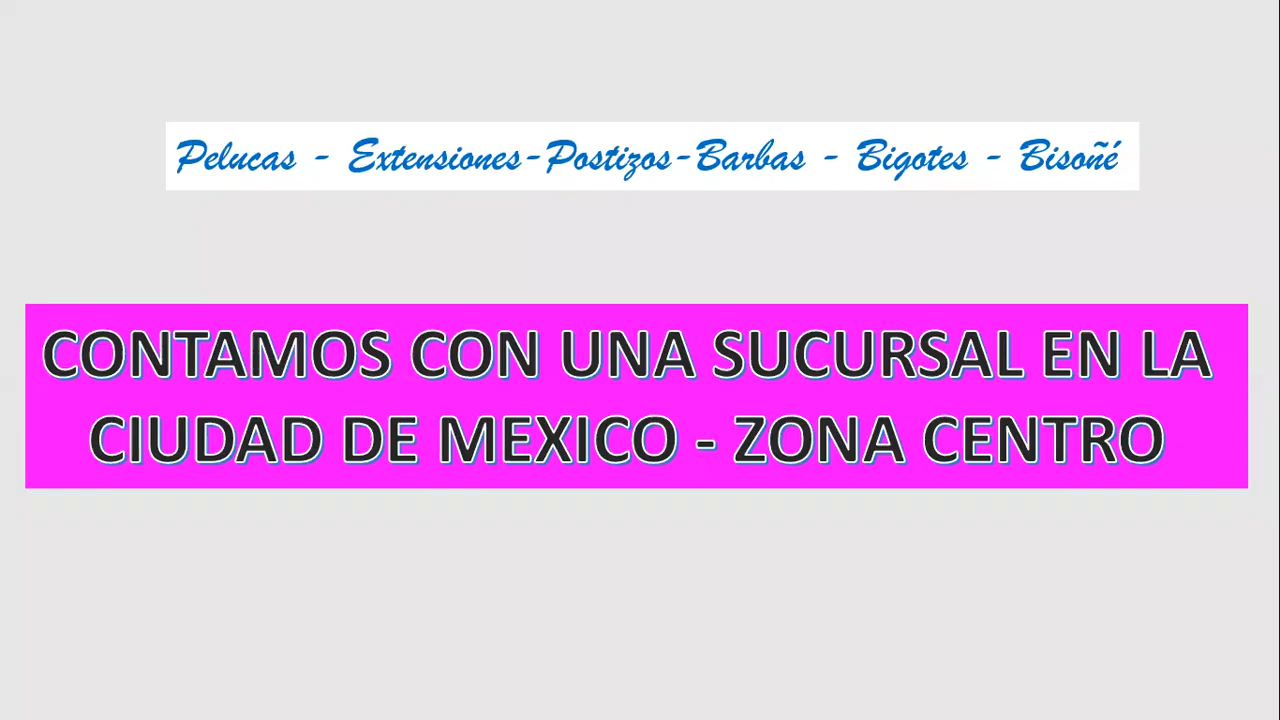 Pelucas - Extensiones-Postizos-Barbas - Bigotes - Bisoñé
CONTAMOS CON UNA SUCURSAL EN LA
CIUDAD DE MEXICO - ZONA CENTRO